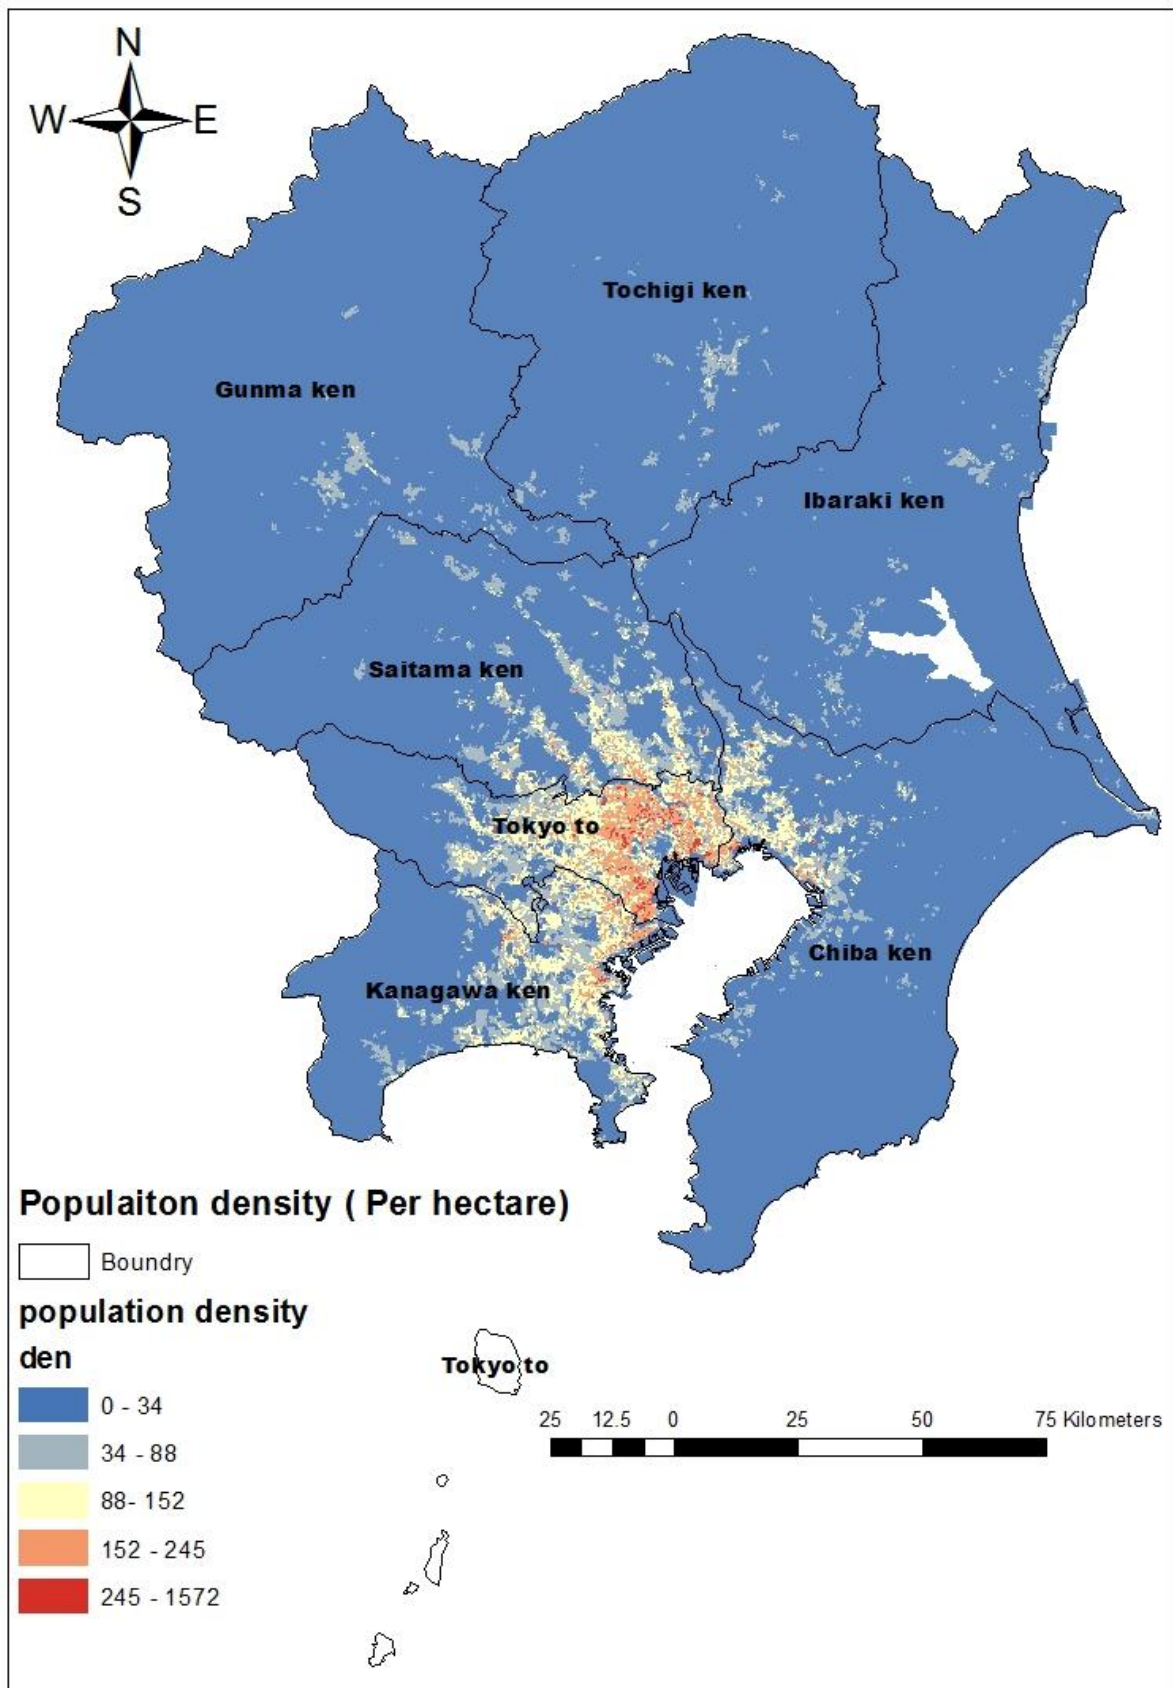 N
W E
S
Tochigi ken
Gunma ken
Ibaraki ken
Saitama ken
Tokyo to
Chiba ken
Kanagawa ken
Populaiton density ( Per hectare)
Boundry
population density
den
0 - 34
34 - 88
88- 152
152 - 245
245 - 1572
Tokyo to
25 12.5 0 25 50 75 Kilometers